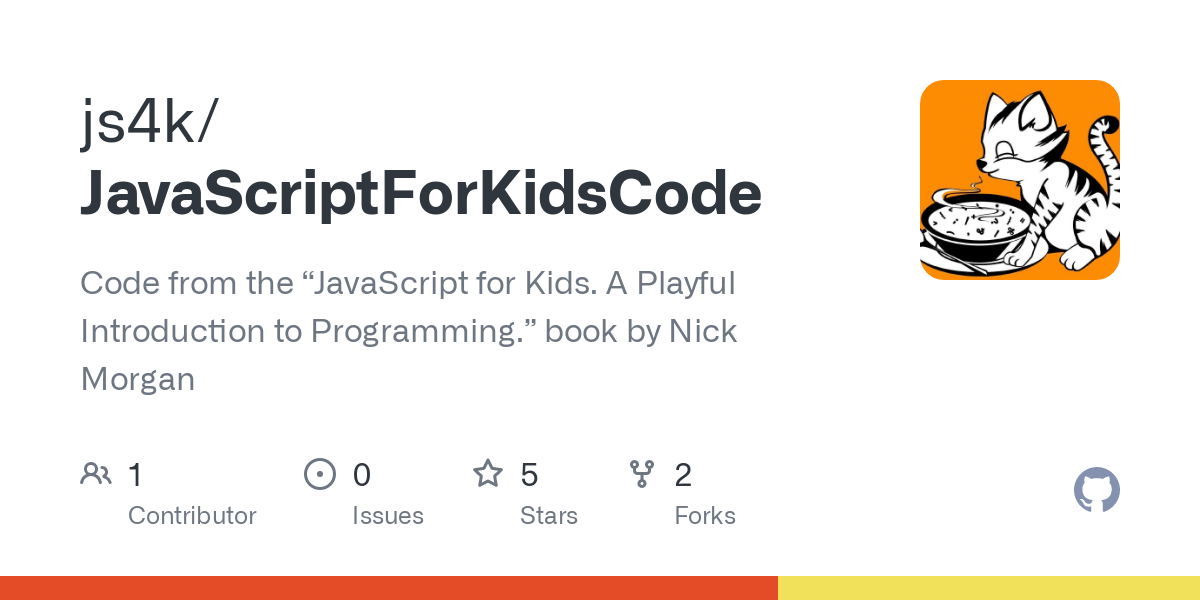 js4k/
JavaScriptForKidsCode
Code from the “JavaScript for Kids. A Playful
Introduction to Programming.” book by Nick
Morgan
1 0 5 2
Contributor Issues Stars Forks